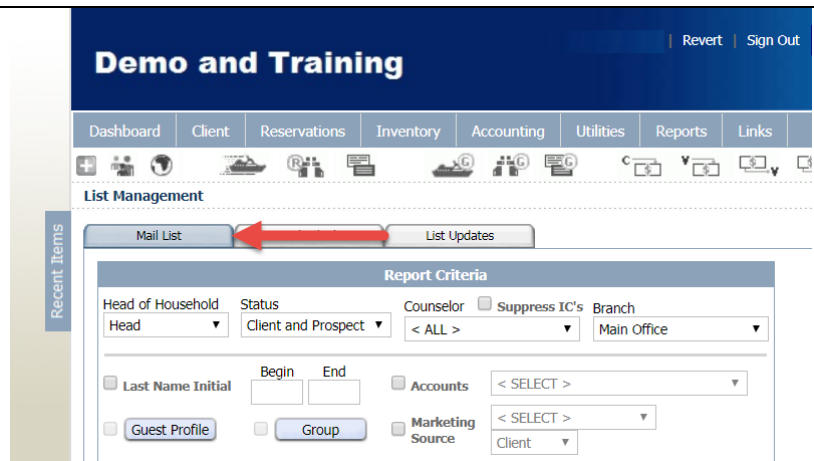 Revert | Sign Out
Demo and Training
Dashboard Client Reservations Inventory Accounting Utilities Reports Links
List Management
Recent Items
Mail List List Updates
Report Criteria
Head of Household Status Counselor Suppress IC's Branch
Head Client and Prospect < ALL > Main Office
Begin End
Last Name Initial Accounts < SELECT >
Guest Profile Group Marketing Source < SELECT >
Client